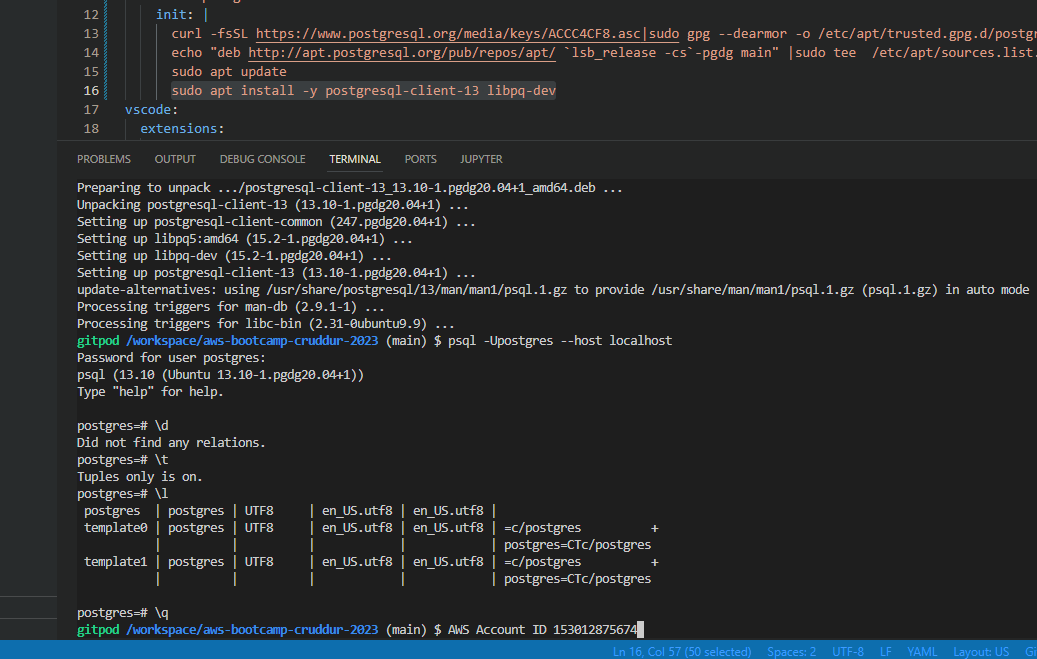 12 init: |
13 curl -fsSL https://www.postgresql.org/media/keys/ACCC4CF8.asc|sudo gpg --dearmor -o /etc/apt/trusted.gpg.d/postgr
14 echo "deb http://apt.postgresql.org/pub/repos/apt/ `lsb_release -cs`-pgdg main" |sudo tee  /etc/apt/sources.list.
15 sudo apt update
16 sudo apt install -y postgresql-client-13 libpq-dev
17 vscode:
18 extensions:
PROBLEMS OUTPUT DEBUG CONSOLE TERMINAL PORTS JUPYTER
Preparing to unpack .../postgresql-client-13_13.10-1.pgdg20.04+1_amd64.deb ...
Unpacking postgresql-client-13 (13.10-1.pgdg20.04+1) ...
Setting up postgresql-client-common (247.pgdg20.04+1) ...
Setting up libpq5:amd64 (15.2-1.pgdg20.04+1) ...
Setting up libpq-dev (15.2-1.pgdg20.04+1) ...
Setting up postgresql-client-13 (13.10-1.pgdg20.04+1) ...
update-alternatives: using /usr/share/postgresql/13/man/man1/psql.1.gz to provide /usr/share/man/man1/psql.1.gz (psql.1.gz) in auto mode
Processing triggers for man-db (2.9.1-1) ...
Processing triggers for libc-bin (2.31-0ubuntu9.9) ...
gitpod /workspace/aws-bootcamp-cruddur-2023 (main) $ psql -Upostgres --host localhost
Password for user postgres:
psql (13.10 (Ubuntu 13.10-1.pgdg20.04+1))
Type "help" for help.
postgres=# \d
Did not find any relations.
postgres=# \t
Tuples only is on.
postgres=# \l
postgres | postgres | UTF8 | en_US.utf8 | en_US.utf8 |
template0 | postgres | UTF8 | en_US.utf8 | en_US.utf8 | =c/postgres +
| | | | | postgres=CTc/postgres
template1 | postgres | UTF8 | en_US.utf8 | en_US.utf8 | =c/postgres +
| | | | | postgres=CTc/postgres
postgres=# \q
gitpod /workspace/aws-bootcamp-cruddur-2023 (main) $ AWS Account ID 153012875674
Ln 16, Col 57 (50 selected) Spaces: 2 UTF-8 LF YAML Layout: US Gi